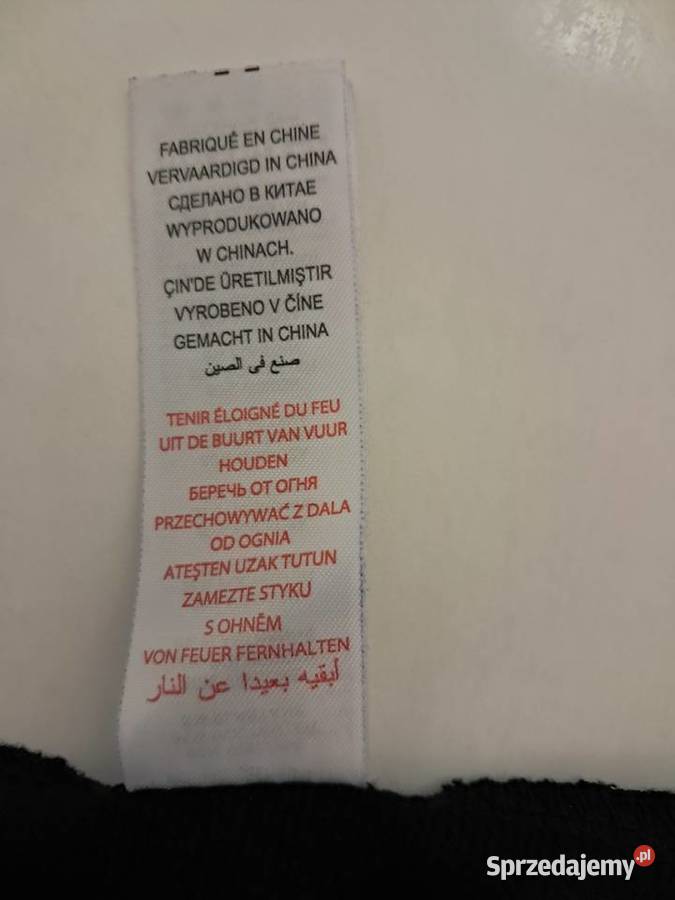 FABRIQUÉ EN CHINE
VERVAARDIGD IN CHINA
СДЕЛАНО В КИТАЕ
WYPRODUKOWANO
W CHINACH.
ÇIN'DE ÜRETILMIŞTIR
VYROBENO V ČÍNE
GEMACHT IN CHINA
صنع في الصين
TENIR ÉLOIGNÉ DU FEU
UIT DE BUURT VAN VUUR
HOUDEN
БЕРЕЧЬ ОТ ОГНЯ
PRZECHOWYWAĆ Z DALA
OD OGNIA
ATEŞTEN UZAK TUTUN
ZAMEZTE STYKU
S OHNĚM
VON FEUER FERNHALTEN
أبقيه بعيدا عن النار
Sprzedajemy.pl